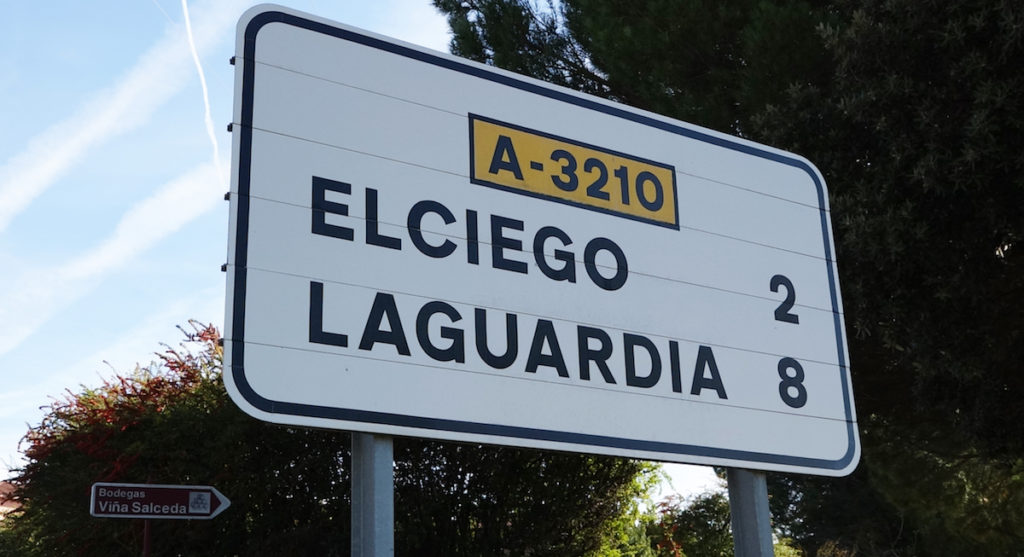 A-3210
ELCIEGO 2
LAGUARDIA 8
Bodegas
Viña Salceda